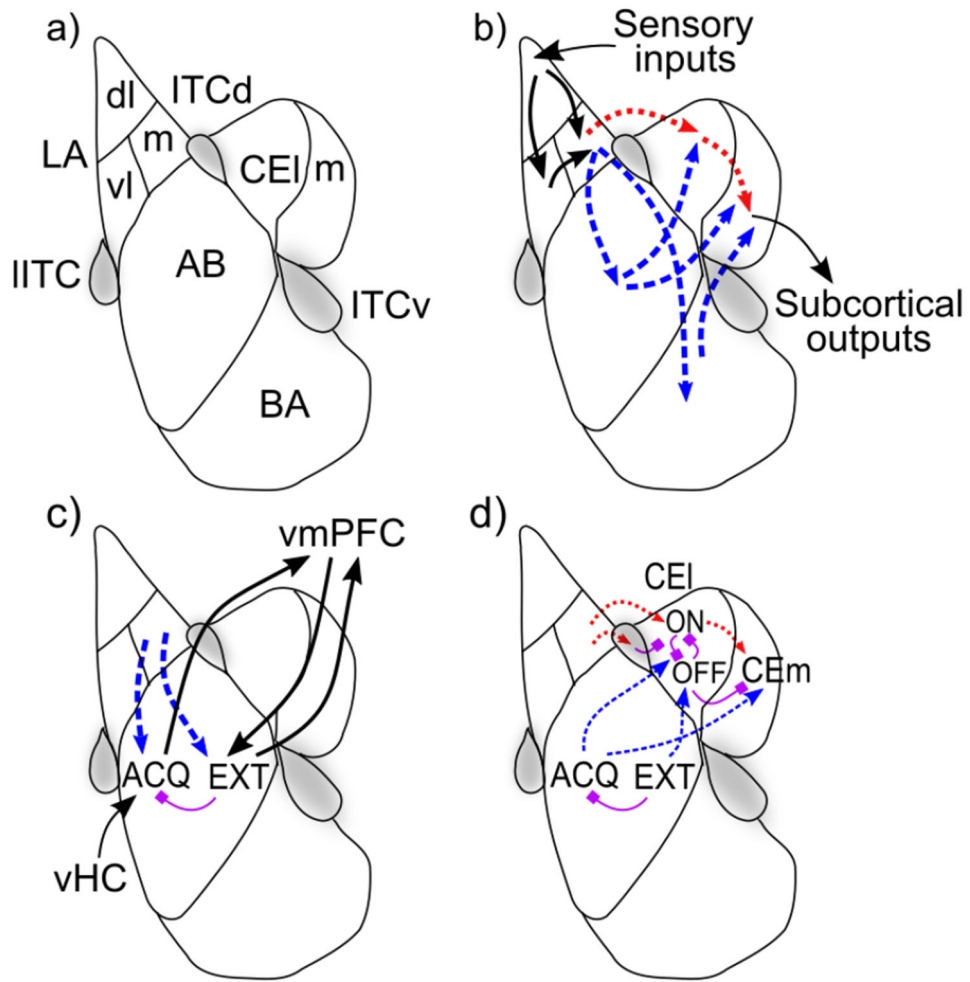 a)
dl
ITCd
LA
m
vl
CEl
m
lITC
AB
ITCv
BA
b)
Sensory
inputs
Subcortical
outputs
c)
vmPFC
ACQ
EXT
vHC
d)
CEl
ON
OFF
CEm
ACQ
EXT